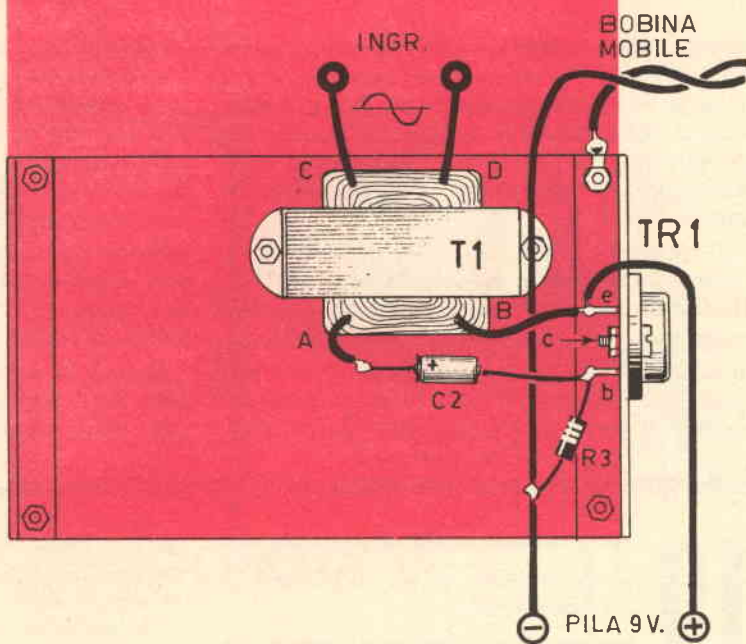 INGR.
BOBINA
MOBILE
C
D
T1
TR1
e
A
B
c
+
C2
b
R3
- PILA 9V. +